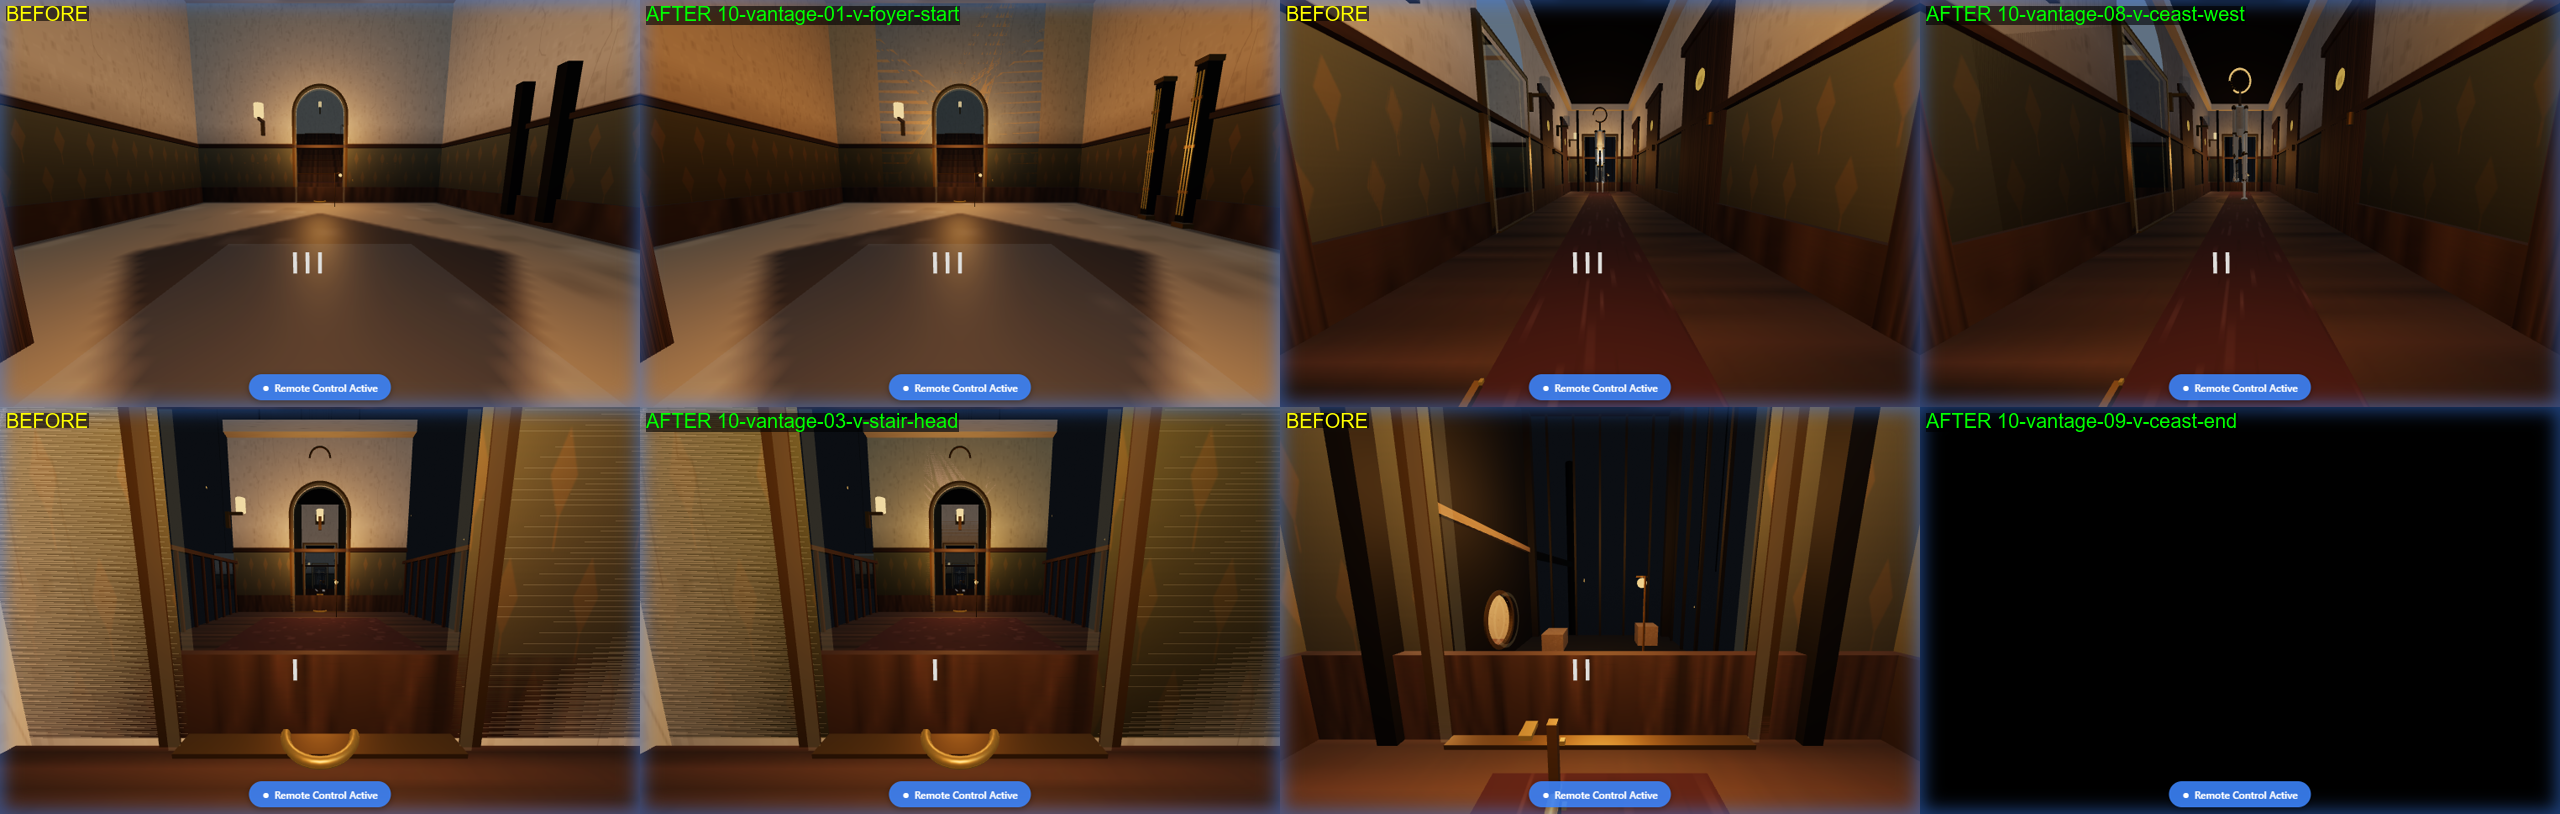 BEFORE
AFTER 10-vantage-01-v-foyer-start
BEFORE
AFTER 10-vantage-08-v-ceast-west
Remote Control Active
Remote Control Active
Remote Control Active
Remote Control Active
BEFORE
AFTER 10-vantage-03-v-stair-head
BEFORE
AFTER 10-vantage-09-v-ceast-end
Remote Control Active
Remote Control Active
Remote Control Active
Remote Control Active